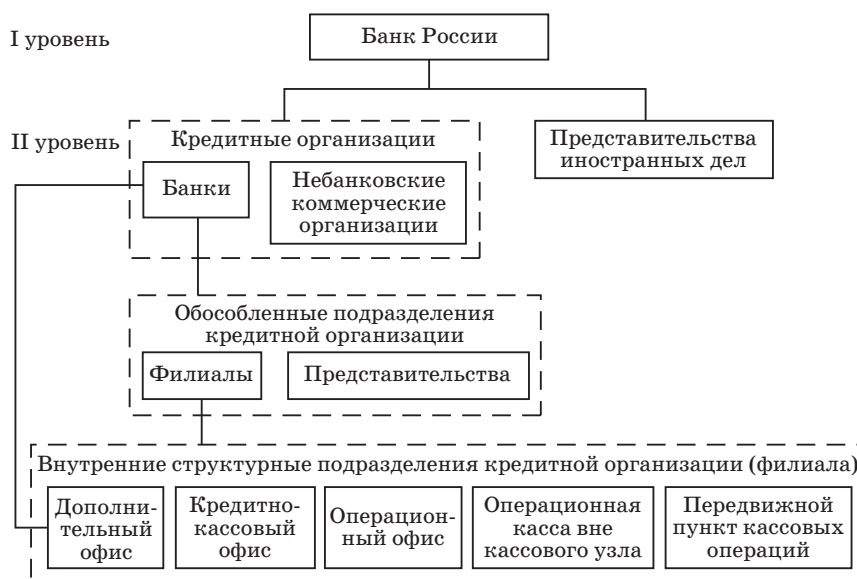 I уровень
Банк России
II уровень
Кредитные организации
Банки
Небанковские
коммерческие
организации
Представительства
иностранных дел
Обособленные подразделения
кредитной организации
Филиалы
Представительства
Внутренние структурные подразделения кредитной организации (филиала)
Дополни-
тельный
офис
Кредитно-
кассовый
офис
Операцион-
ный офис
Операционная
касса вне
кассового узла
Передвижной
пункт кассовых
операций